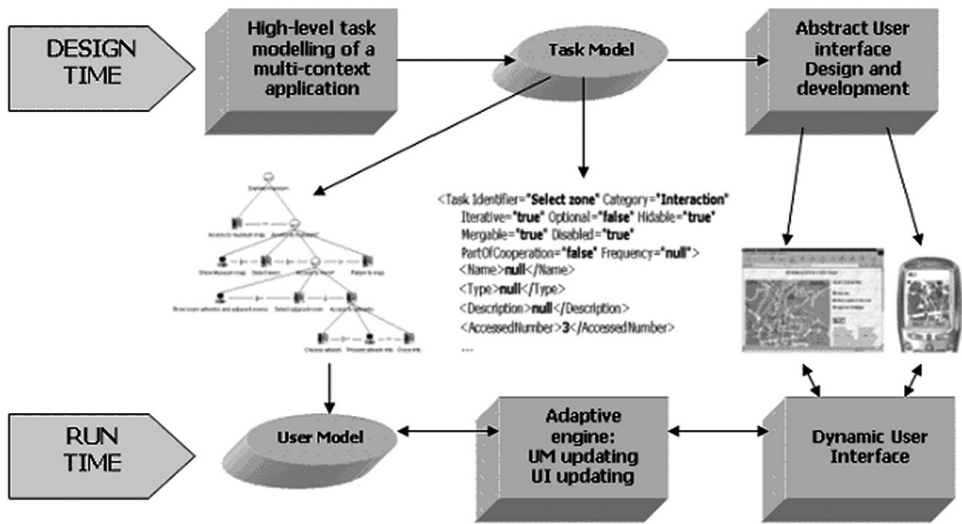 DESIGN
TIME
High-level task
modelling of a
multi-context
application
Task Model
Abstract User
interface
Design and
development
<Task Identifier="Select zone" Category="Interaction"
Iterative="true" Optional="false" Hidable="true"
Mergable="true" Disabled="true"
PartOfCooperation="false" Frequency="null">
<Name>null</Name>
<Type>null</Type>
<Description>null</Description>
<AccessedNumber>3</AccessedNumber>
...
RUN
TIME
User Model
Adaptive
engine:
UM updating
UI updating
Dynamic User
Interface